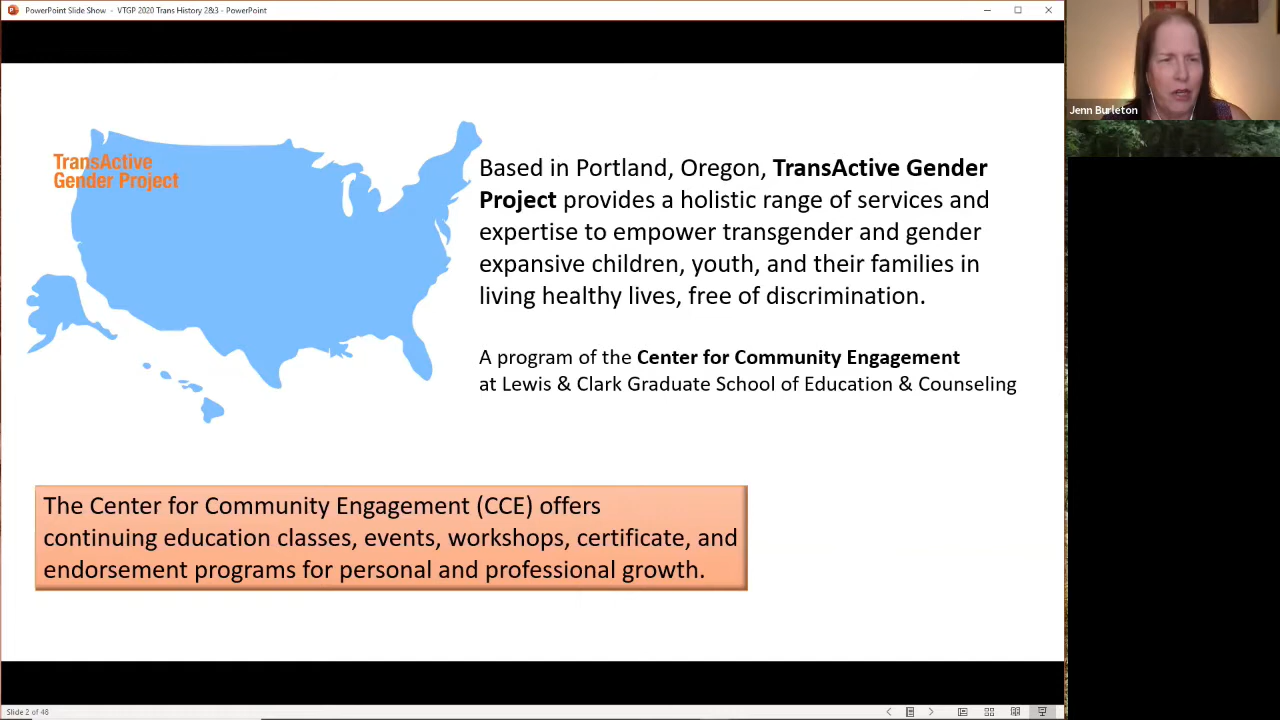 PowerPoint Slide Show - VTGP 2020 Trans History 2&3 - PowerPoint
Jenn Burleton
TransActive
Gender Project
Based in Portland, Oregon, TransActive Gender
Project provides a holistic range of services and
expertise to empower transgender and gender
expansive children, youth, and their families in
living healthy lives, free of discrimination.
A program of the Center for Community Engagement
at Lewis & Clark Graduate School of Education & Counseling
The Center for Community Engagement (CCE) offers
continuing education classes, events, workshops, certificate, and
endorsement programs for personal and professional growth.
Slide 2 of 48